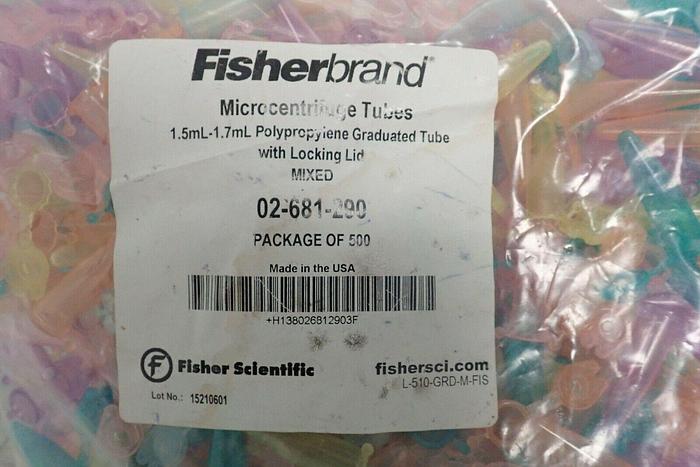 Fisherbrand®
Microcentrifuge Tubes
1.5mL-1.7mL Polypropylene Graduated Tube
with Locking Lid
MIXED
02-681-290
PACKAGE OF 500
Made in the USA
+H138026812903F
F Fisher Scientific
fishersci.com
L-510-GRD-M-FIS
Lot No.: 15210601